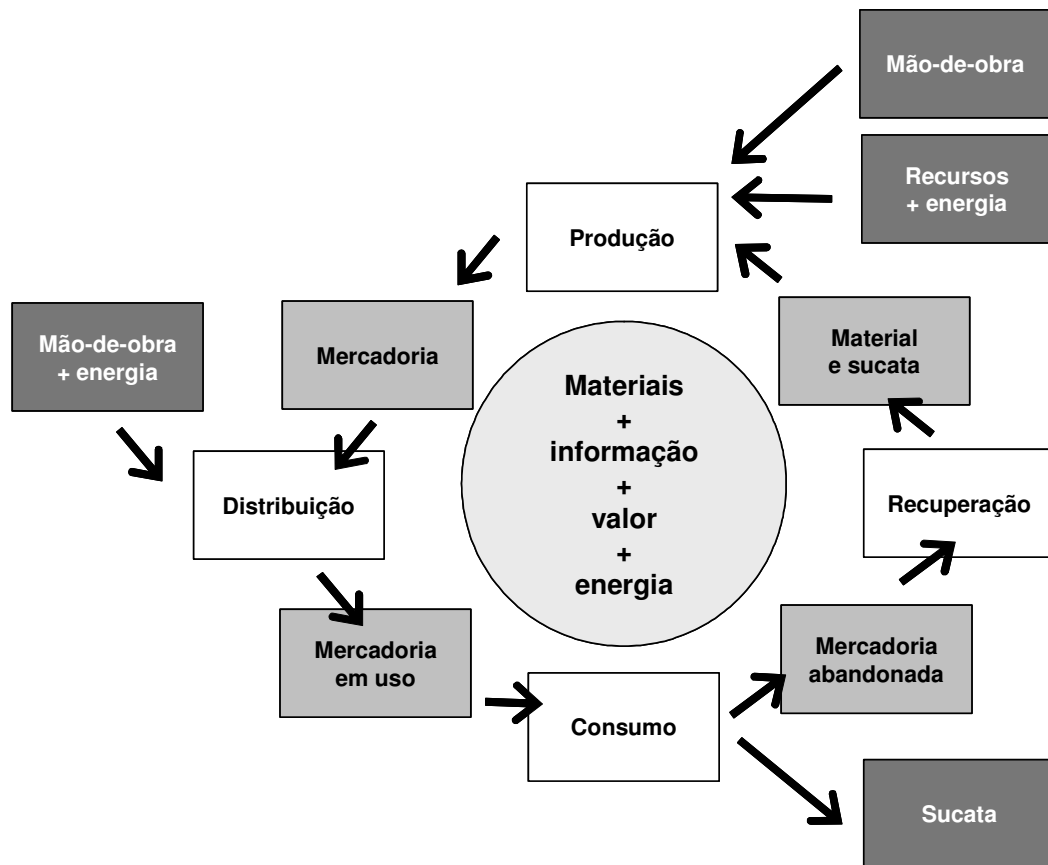 Mão-de-obra
Recursos
+ energia
Produção
Mão-de-obra
+ energia
Mercadoria
Material
e sucata
Materiais
+
informação
+
valor
+
energia
Distribuição
Recuperação
Mercadoria
em uso
Mercadoria
abandonada
Consumo
Sucata